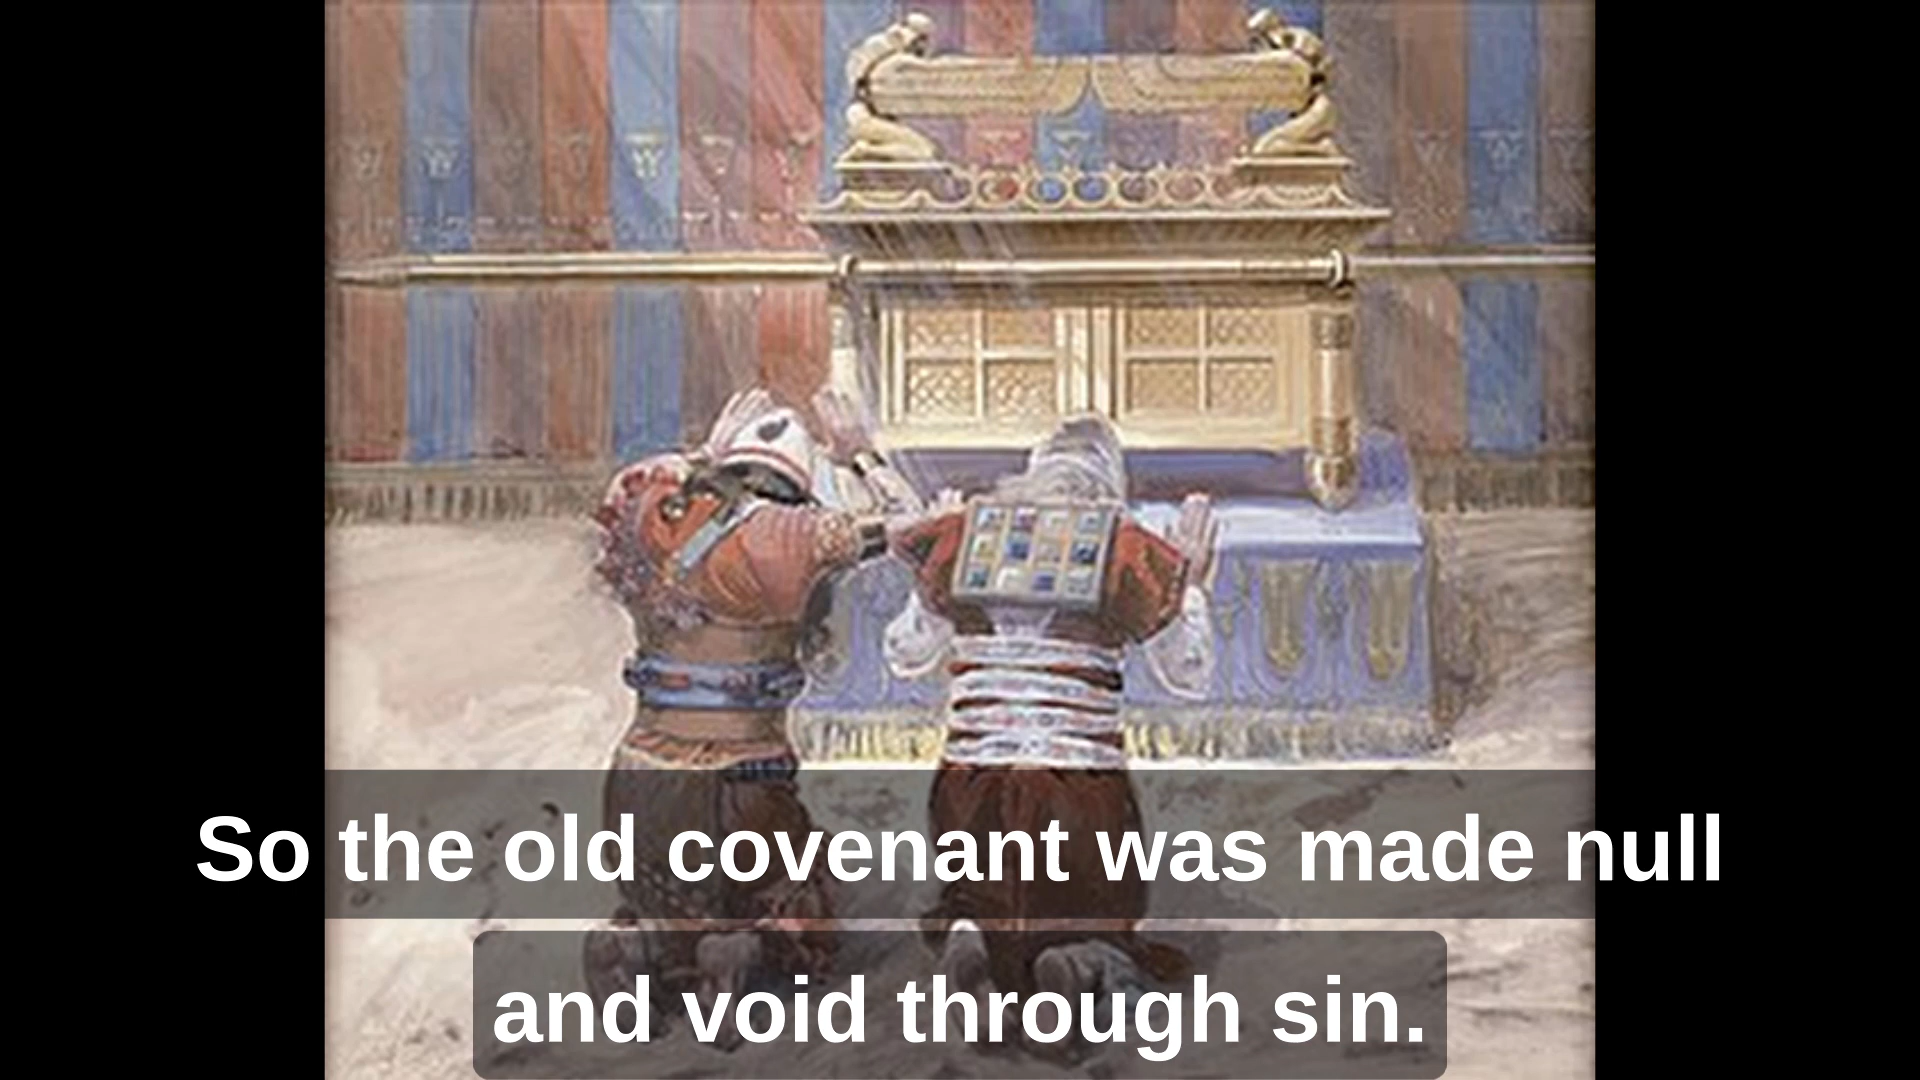 So the old covenant was made null
and void through sin.